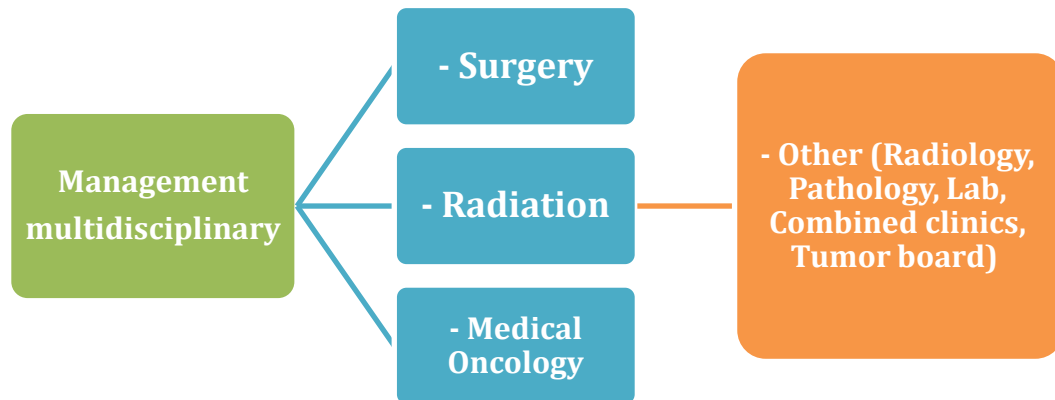 Management
multidisciplinary
- Surgery
- Radiation
- Medical
Oncology
- Other (Radiology,
Pathology, Lab,
Combined clinics,
Tumor board)